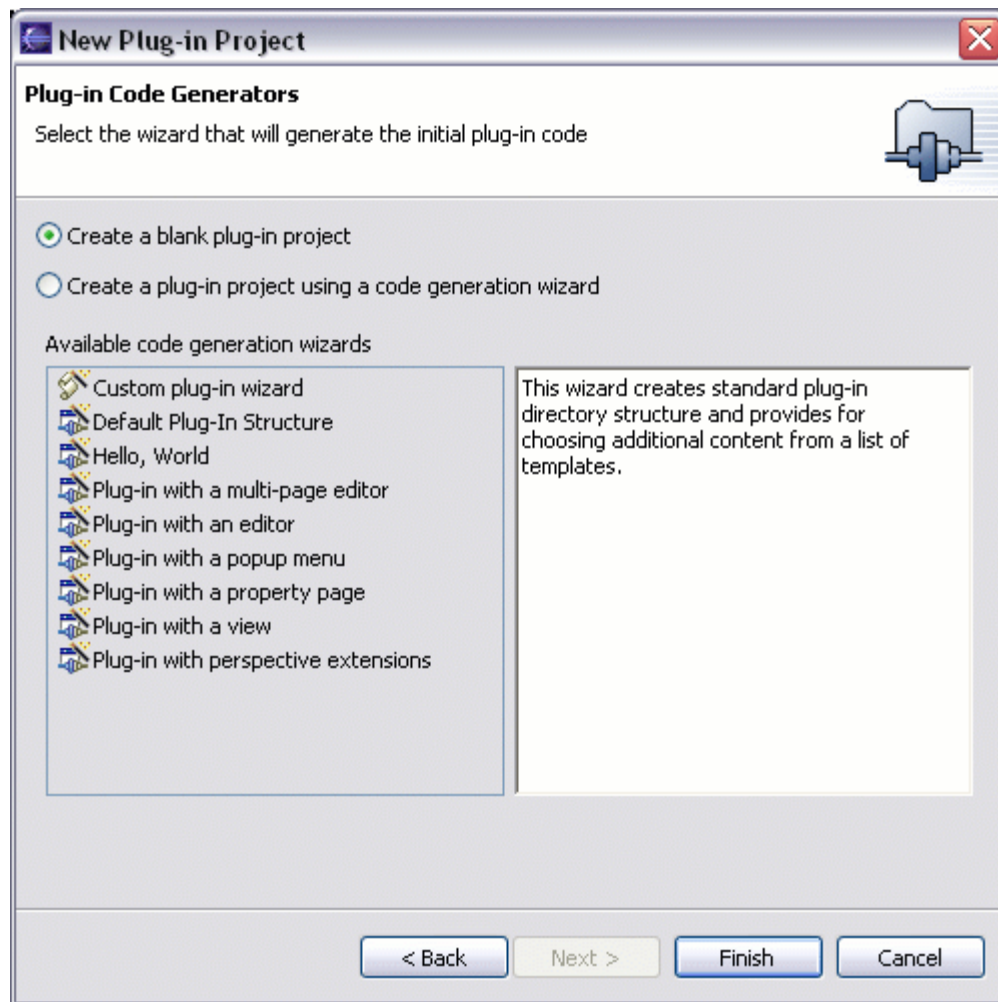 New Plug-in Project
Plug-in Code Generators
Select the wizard that will generate the initial plug-in code
Create a blank plug-in project
Create a plug-in project using a code generation wizard
Available code generation wizards
Custom plug-in wizard
Default Plug-In Structure
Hello, World
Plug-in with a multi-page editor
Plug-in with an editor
Plug-in with a popup menu
Plug-in with a property page
Plug-in with a view
Plug-in with perspective extensions
This wizard creates standard plug-in
directory structure and provides for
choosing additional content from a list of
templates.
< Back
Next >
Finish
Cancel